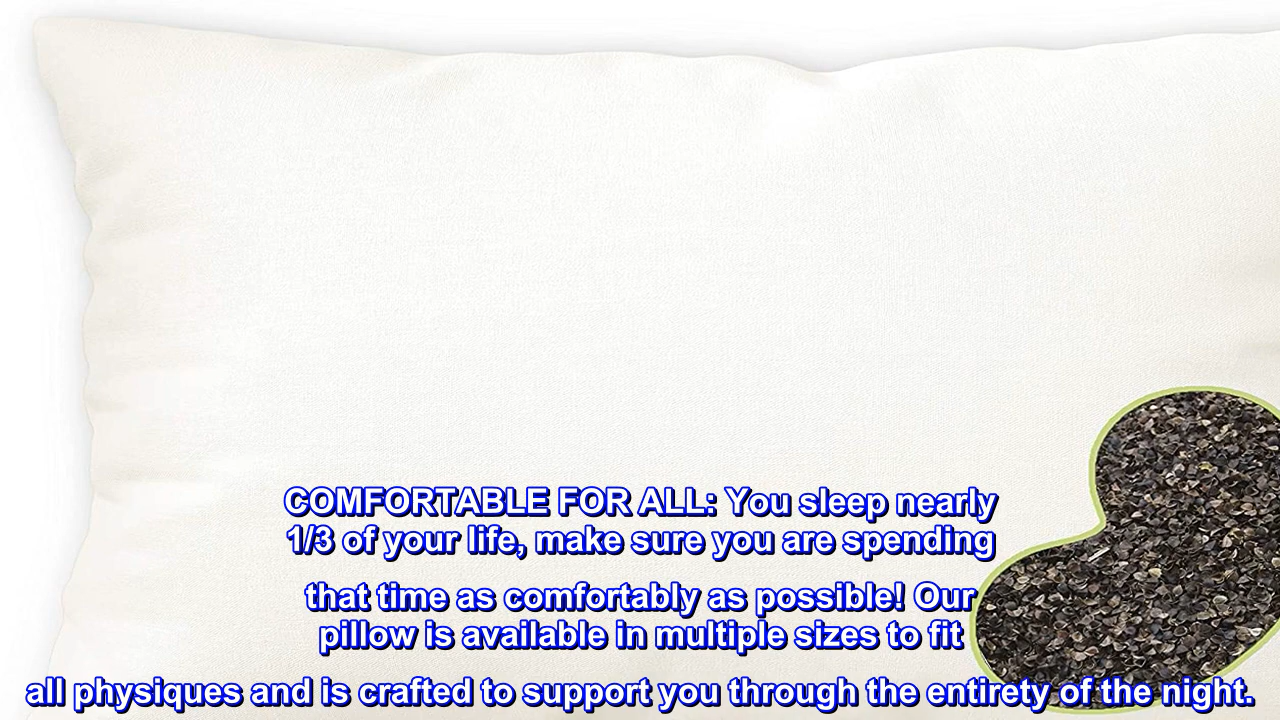 COMFORTABLE FOR ALL: You sleep nearly
1/3 of your life, make sure you are spending
that time as comfortably as possible! Our
pillow is available in multiple sizes to fit
all physiques and is crafted to support you through the entirety of the night.